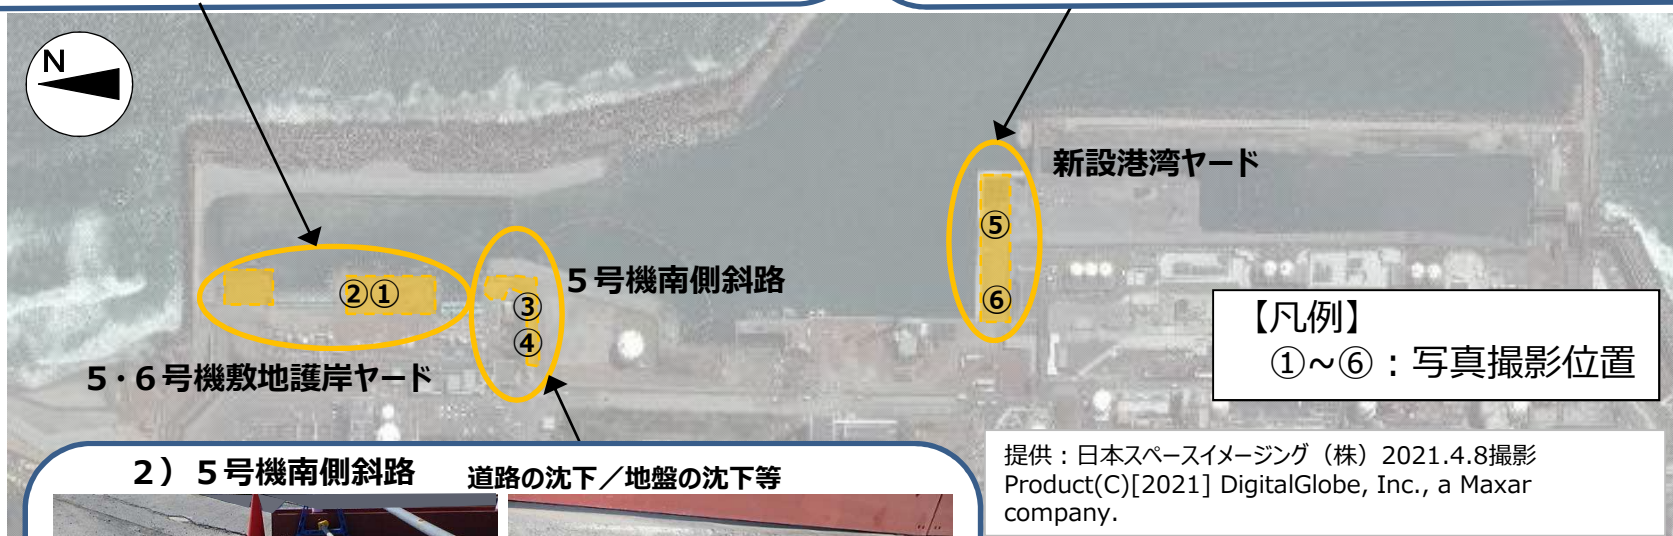 N
新設港湾ヤード
⑤
5号機南側斜路
②①
③
⑥
④
【凡例】
①~⑥:写真撮影位置
5・6号機敷地護岸ヤード
2)5号機南側斜路 道路の沈下/地盤の沈下等
提供:日本スペースイメージング(株)2021.4.8撮影
Product(C)[2021] DigitalGlobe, Inc., a Maxar
company.